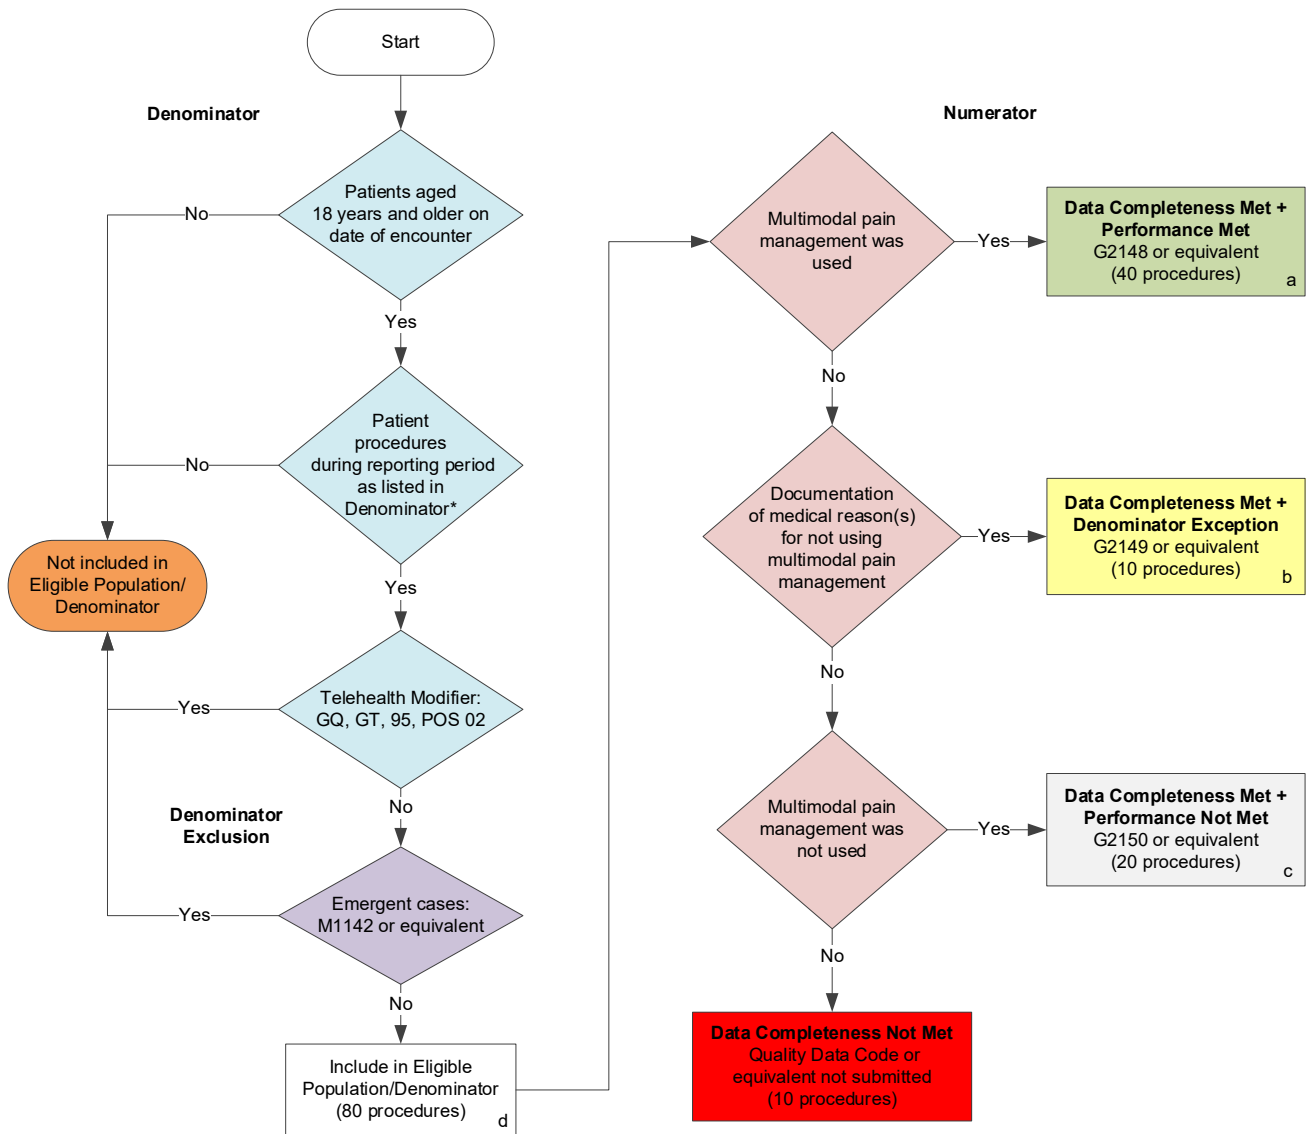 Start
Denominator
Patients aged
18 years and older on
date of encounter
No
Yes
Patient
procedures
during reporting period
as listed in
Denominator*
No
Yes
Not included in
Eligible Population/
Denominator
Telehealth Modifier:
GQ, GT, 95, POS 02
Yes
No
Denominator
Exclusion
Emergent cases:
M1142 or equivalent
Yes
No
Include in Eligible
Population/Denominator
(80 procedures)
d
Numerator
Multimodal pain
management was
used
Yes
Data Completeness Met +
Performance Met
G2148 or equivalent
(40 procedures)
a
No
Documentation
of medical reason(s)
for not using
multimodal pain
management
Yes
Data Completeness Met +
Denominator Exception
G2149 or equivalent
(10 procedures)
b
No
Multimodal pain
management was
not used
Yes
Data Completeness Met +
Performance Not Met
G2150 or equivalent
(20 procedures)
c
No
Data Completeness Not Met
Quality Data Code or
equivalent not submitted
(10 procedures)